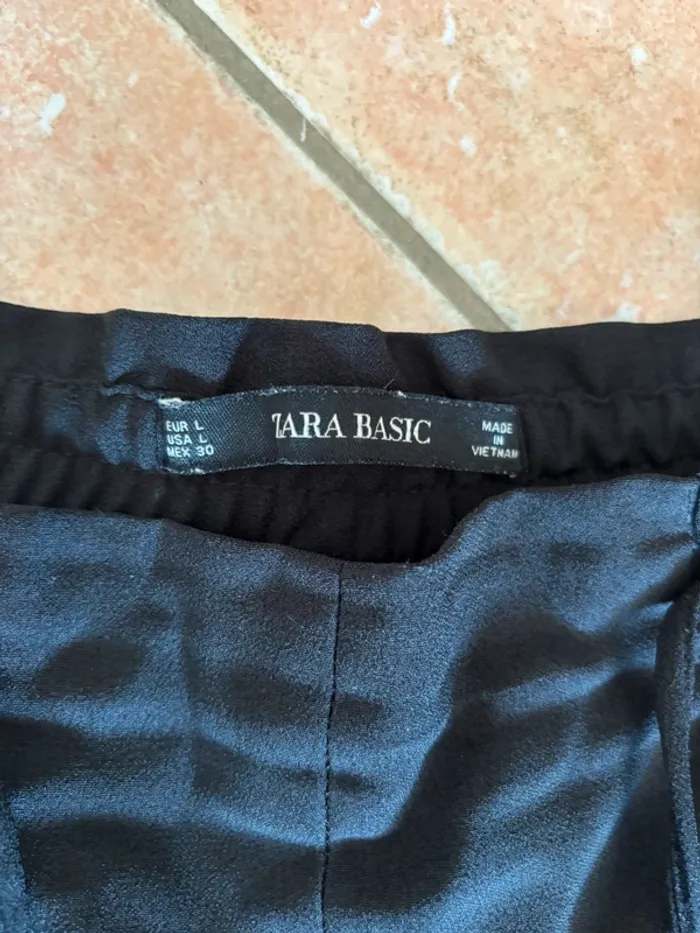 EUR L
USA L
MEX 30
ZARA BASIC
MADE
IN
VIETNAM